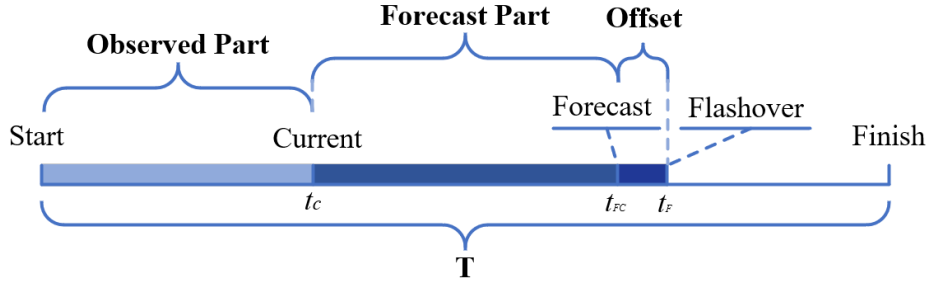 Forecast Part
Offset
Observed Part
Forecast
Flashover
Start
Current
Finish
tC
tFC
tF
T